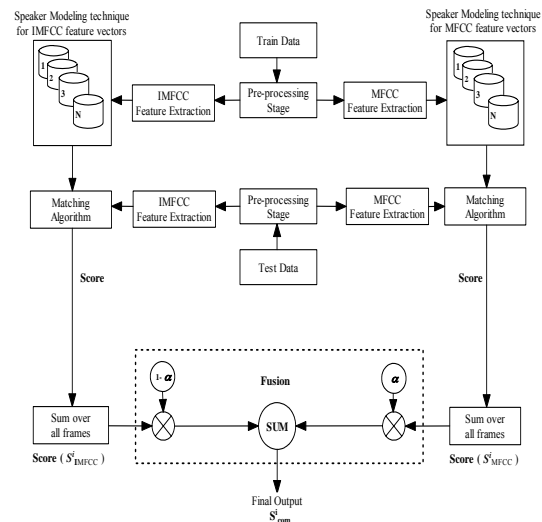 Speaker Modeling technique
for IMFCC feature vectors
Speaker Modeling technique
for MFCC feature vectors
Train Data
1
2
3
N
IMFCC
Feature Extraction
Pre-processing
Stage
MFCC
Feature Extraction
1
2
3
N
Matching
Algorithm
IMFCC
Feature Extraction
Pre-processing
Stage
MFCC
Feature Extraction
Matching
Algorithm
Test Data
Score
Score
1- α
Fusion
α
Sum over
all frames
SUM
Sum over
all frames
Score ( S^i_IMFCC )
Score ( S^i_MFCC )
Final Output
S^i_com